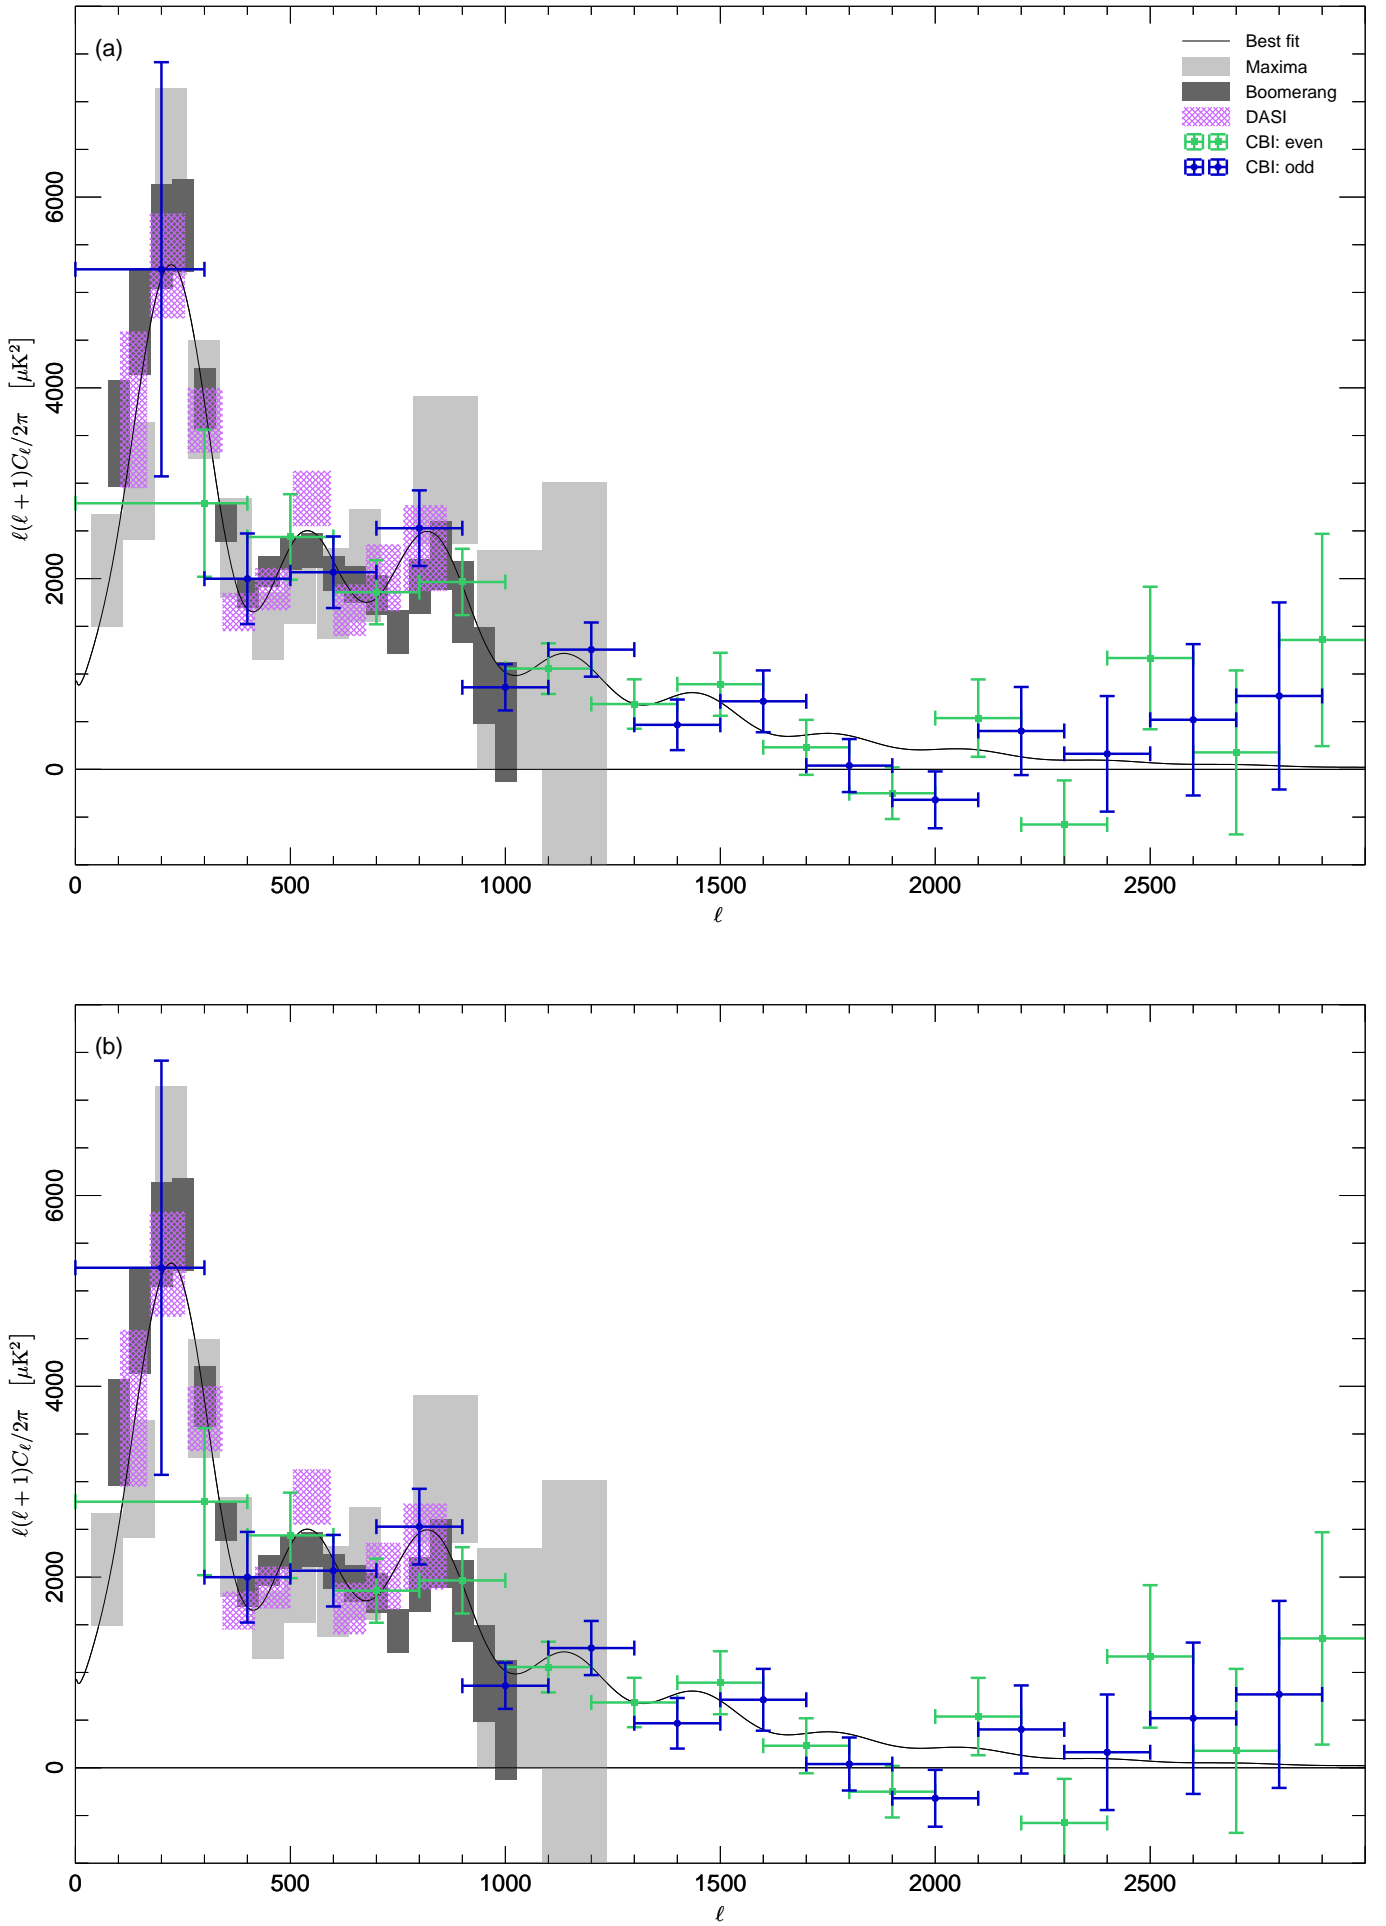 (a)
Best fit
Maxima
Boomerang
DASI
CBI: even
CBI: odd
ℓ(ℓ + 1)Cℓ/2π [μK²]
6000
4000
2000
0
0 500 1000 1500 2000 2500
ℓ
(b)
ℓ(ℓ + 1)Cℓ/2π [μK²]
6000
4000
2000
0
0 500 1000 1500 2000 2500
ℓ